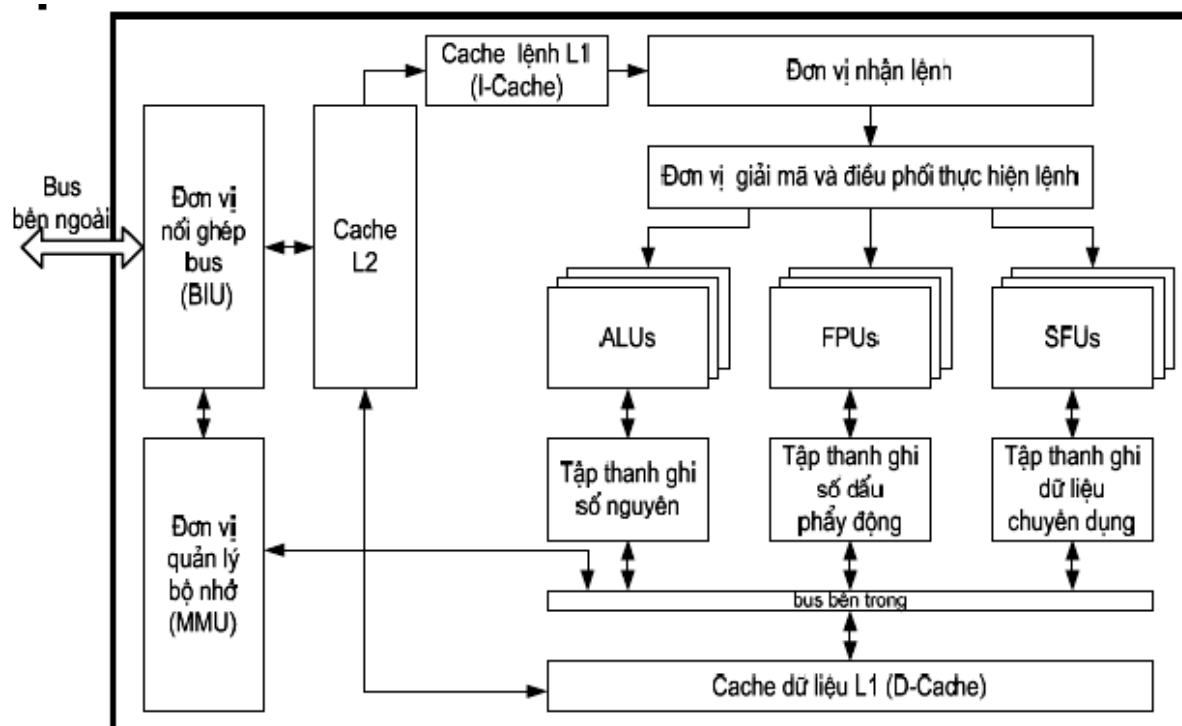 Cache lệnh L1
(I-Cache)
Đơn vị nhận lệnh
Đơn vị giải mã và điều phối thực hiện lệnh
Bus
bên ngoài
Đơn vị
nối ghép
bus
(BIU)
Cache
L2
ALUs
FPUs
SFUs
Tập thanh ghi
số nguyên
Tập thanh ghi
số dấu
phẩy động
Tập thanh ghi
dữ liệu
chuyên dụng
Đơn vị
quản lý
bộ nhớ
(MMU)
bus bên trong
Cache dữ liệu L1 (D-Cache)